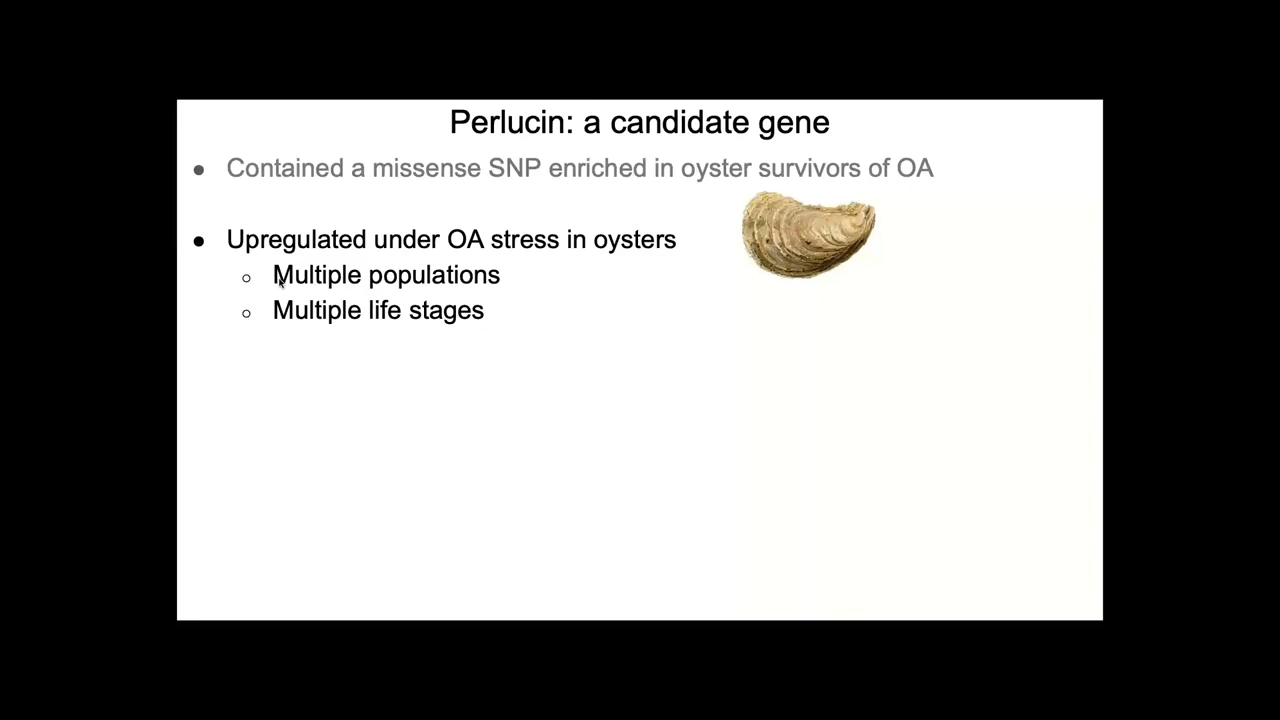 Perlucin: a candidate gene
● Contained a missense SNP enriched in oyster survivors of OA
● Upregulated under OA stress in oysters
○ Multiple populations
○ Multiple life stages